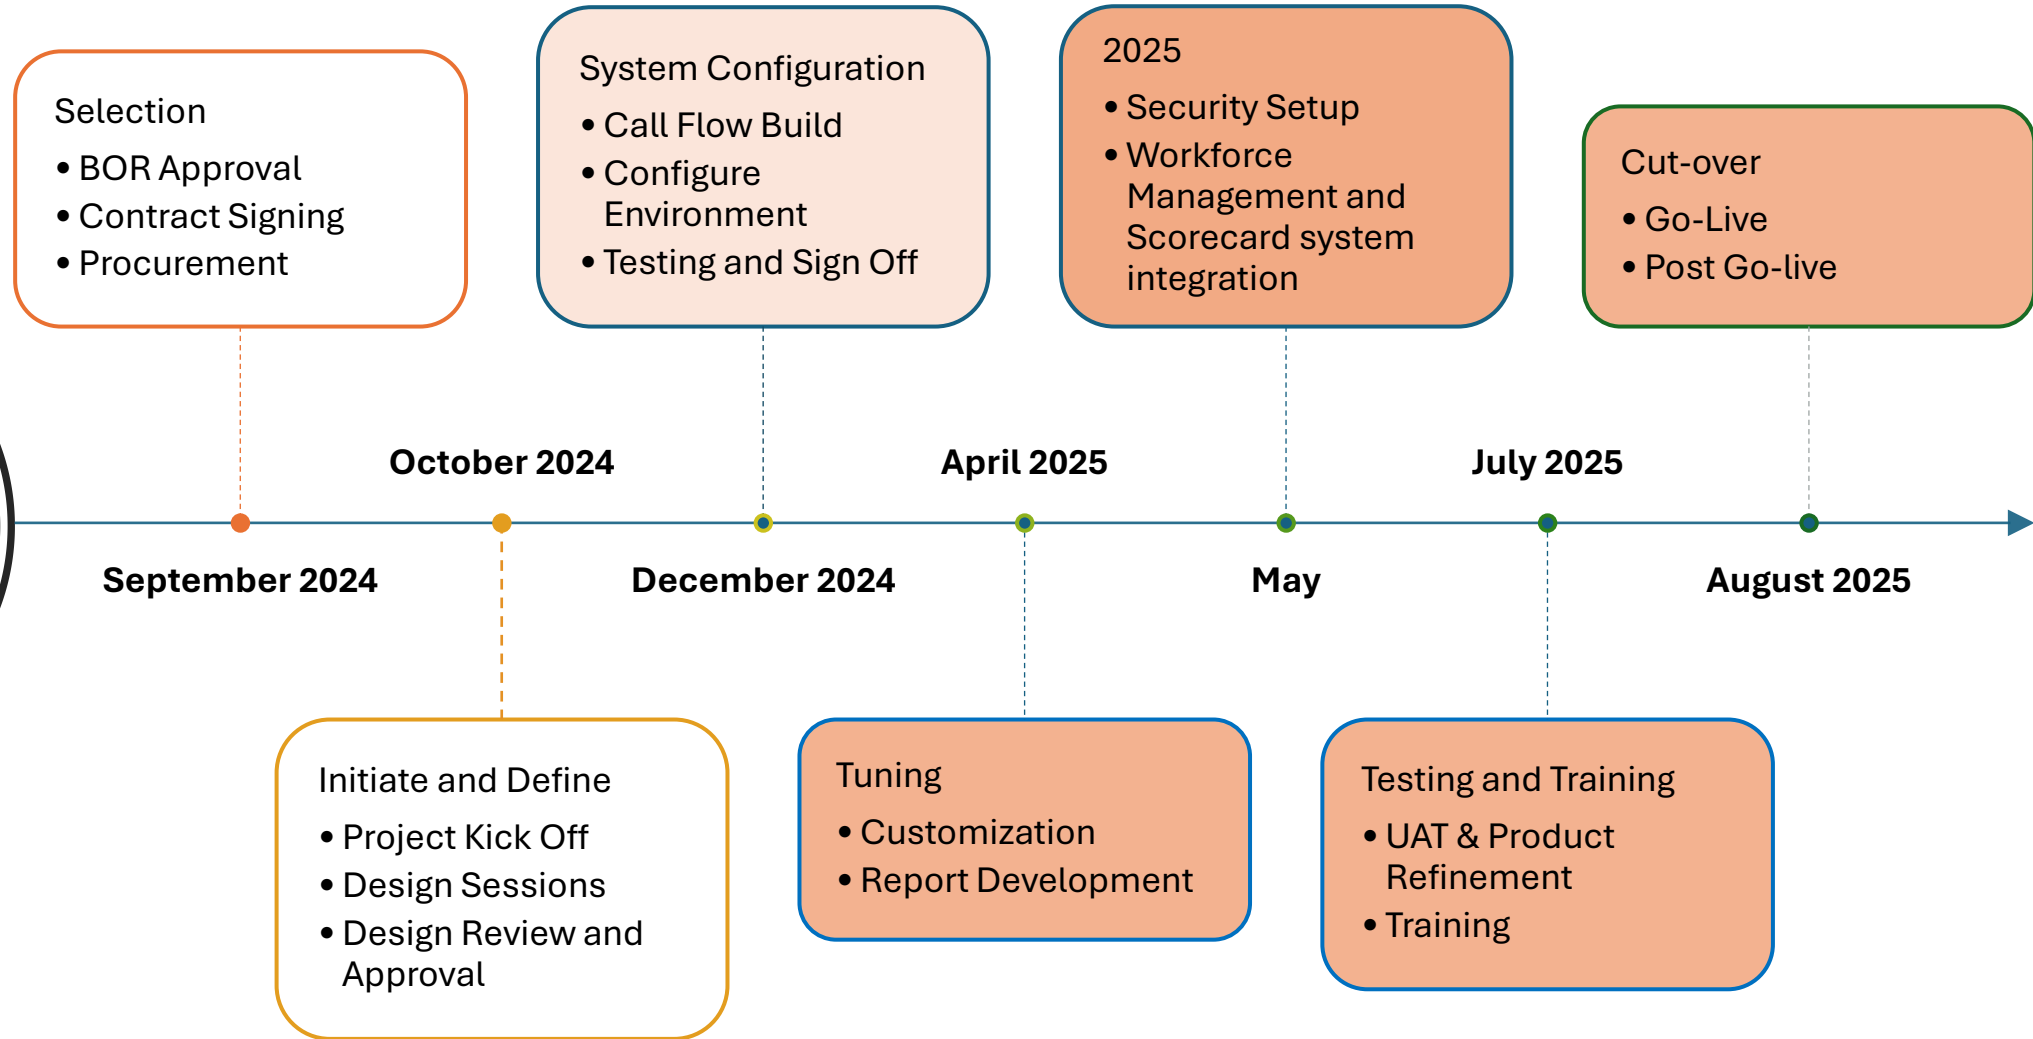 Selection
• BOR Approval
• Contract Signing
• Procurement
System Configuration
• Call Flow Build
• Configure
Environment
• Testing and Sign Off
2025
• Security Setup
• Workforce
Management and
Scorecard system
integration
Cut-over
• Go-Live
• Post Go-live
October 2024
April 2025
July 2025
September 2024
December 2024
May
August 2025
Initiate and Define
• Project Kick Off
• Design Sessions
• Design Review and
Approval
Tuning
• Customization
• Report Development
Testing and Training
• UAT & Product
Refinement
• Training